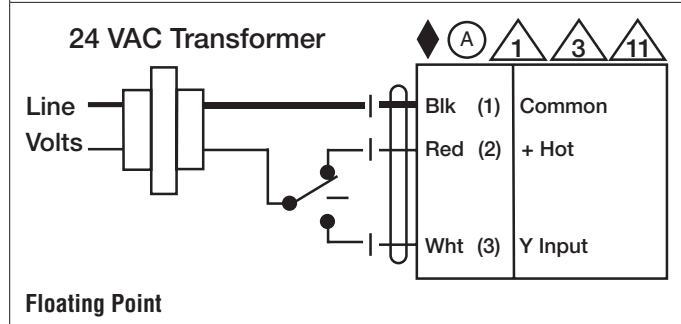 24 VAC Transformer
A 1 3 11
Line
Volts
Blk (1) Common
Red (2) + Hot
Wht (3) Y Input
Floating Point